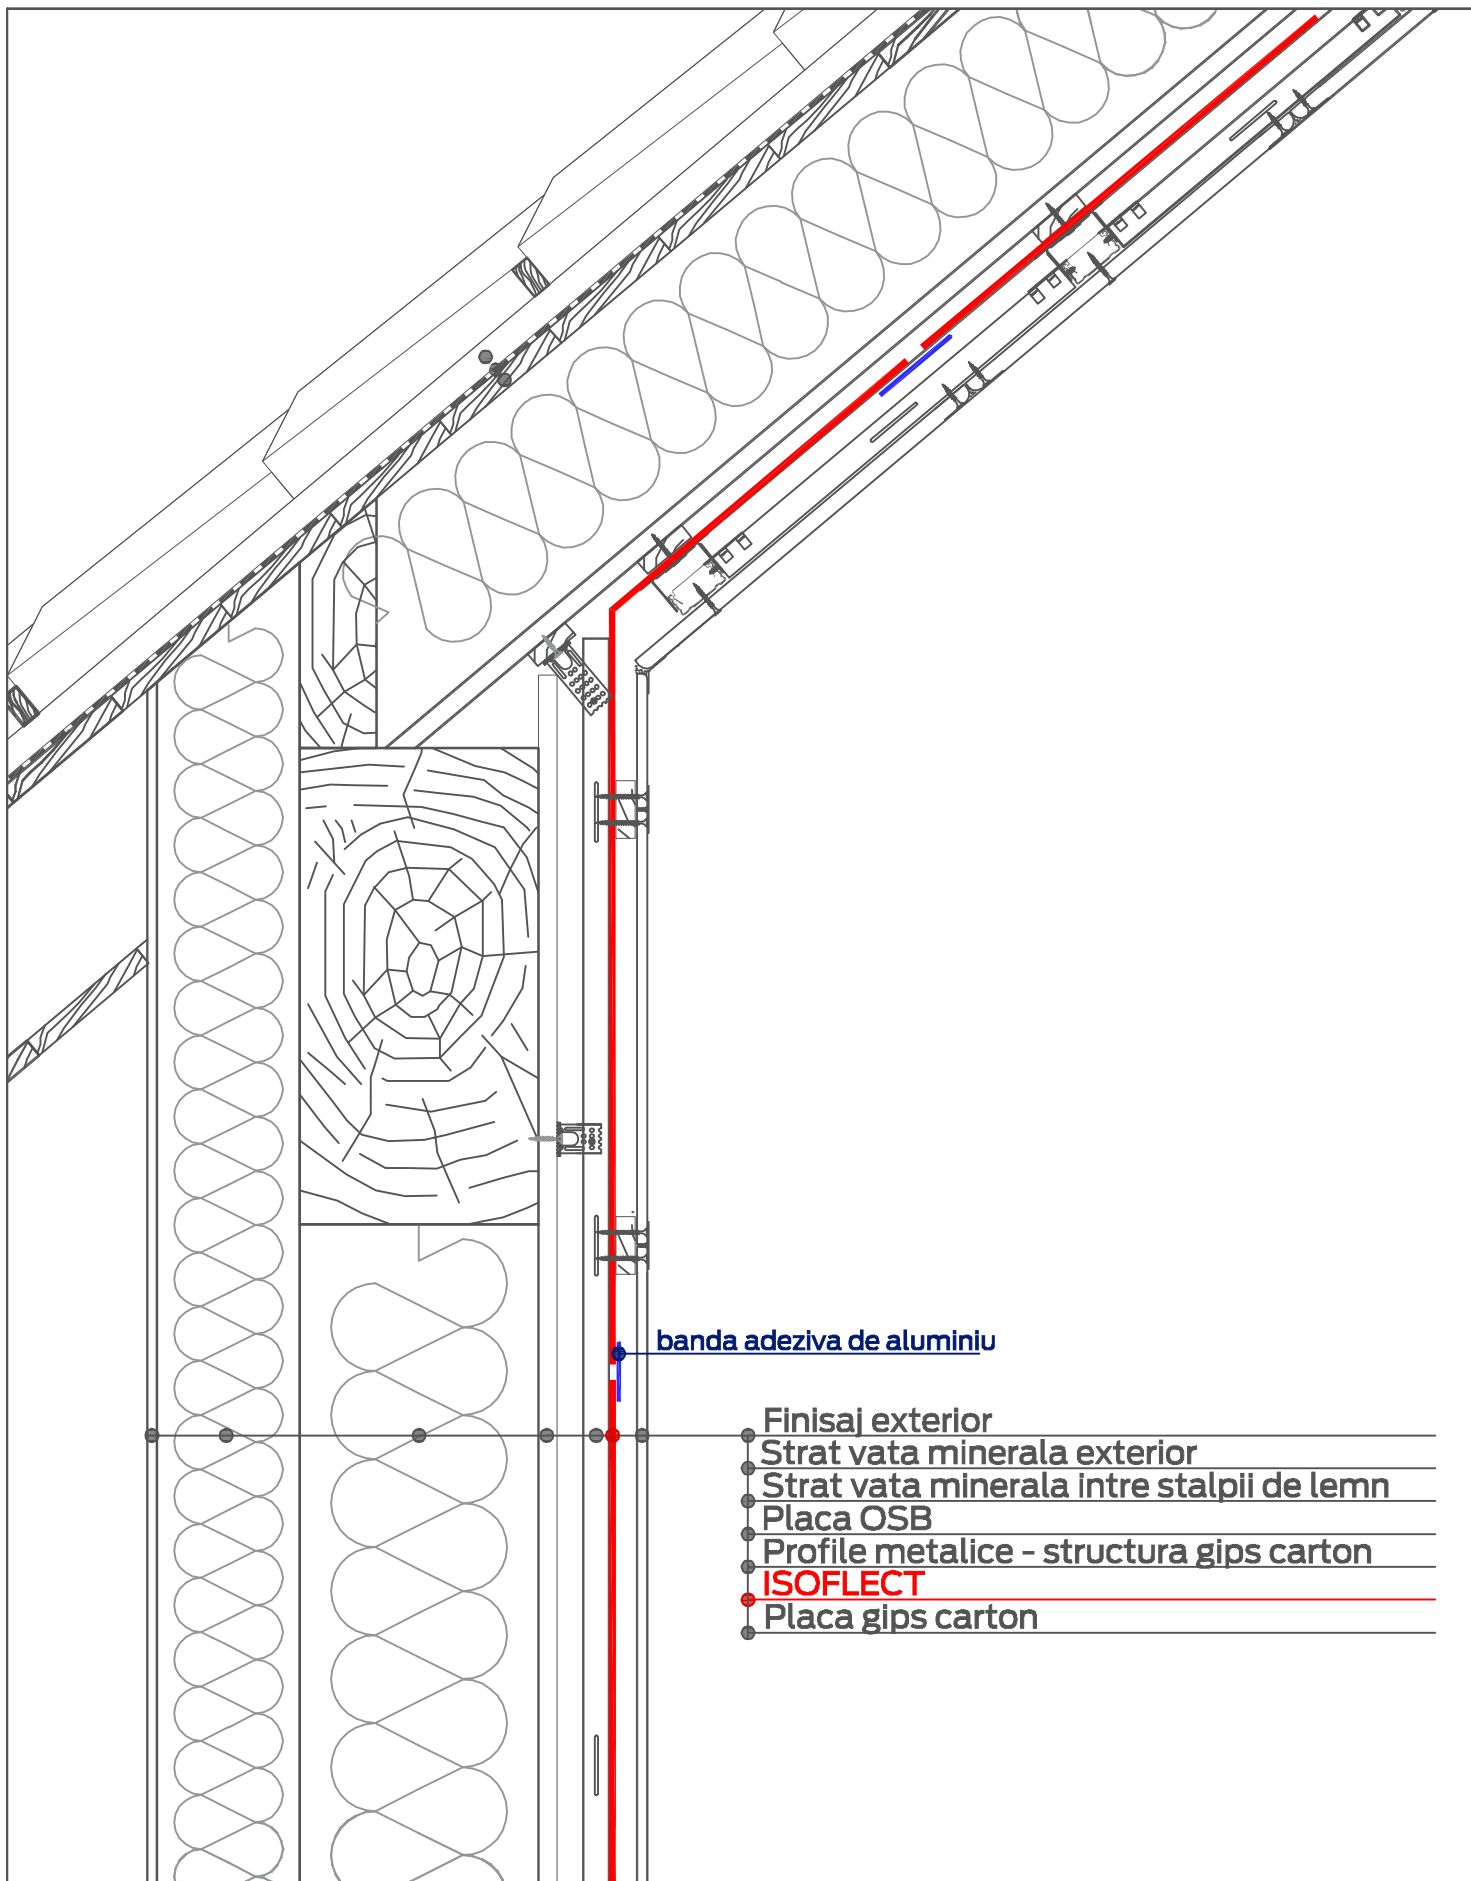 banda adeziva de aluminiu
Finisaj exterior
Strat vata minerala exterior
Strat vata minerala intre stalpii de lemn
Placa OSB
Profile metalice - structura gips carton
ISOFLECT
Placa gips carton